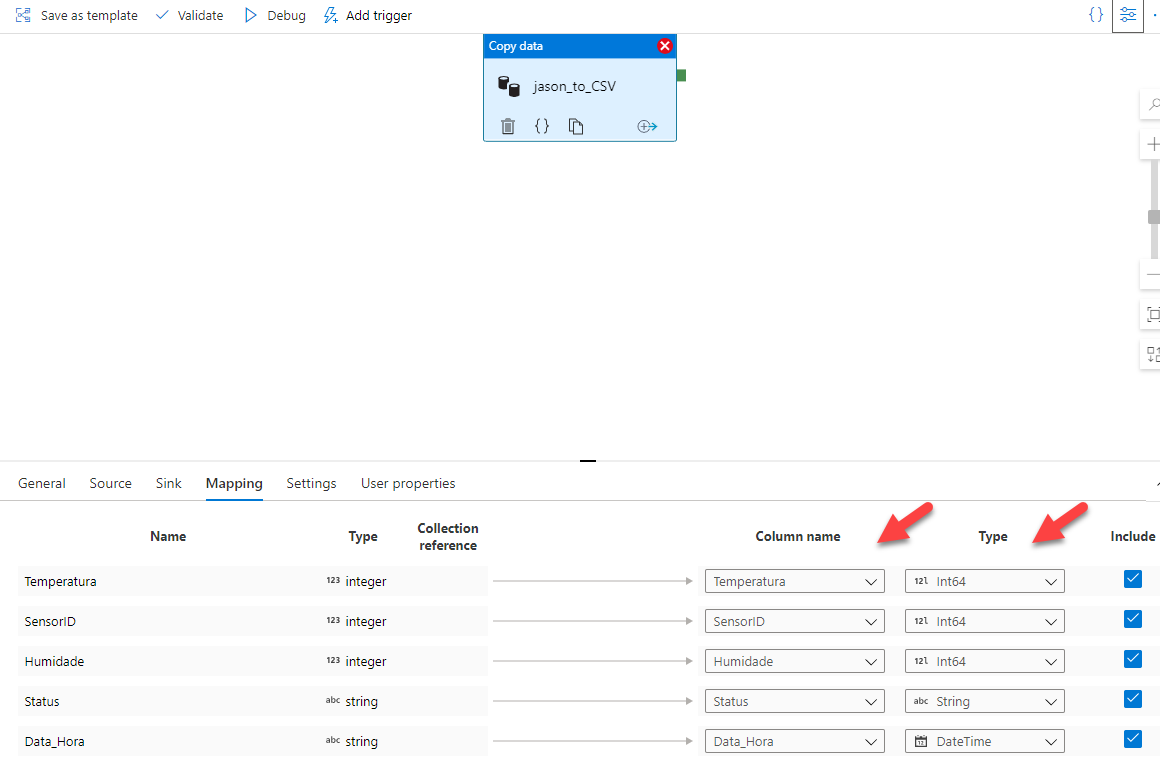 Save as template Validate Debug Add trigger {}
Copy data
jason_to_CSV
{}
General Source Sink Mapping Settings User properties
Name Type Collection reference Column name Type Include
Temperatura 123 integer Temperatura 12l Int64
SensorID 123 integer SensorID 12l Int64
Humidade 123 integer Humidade 12l Int64
Status abc string Status abc String
Data_Hora abc string Data_Hora DateTime